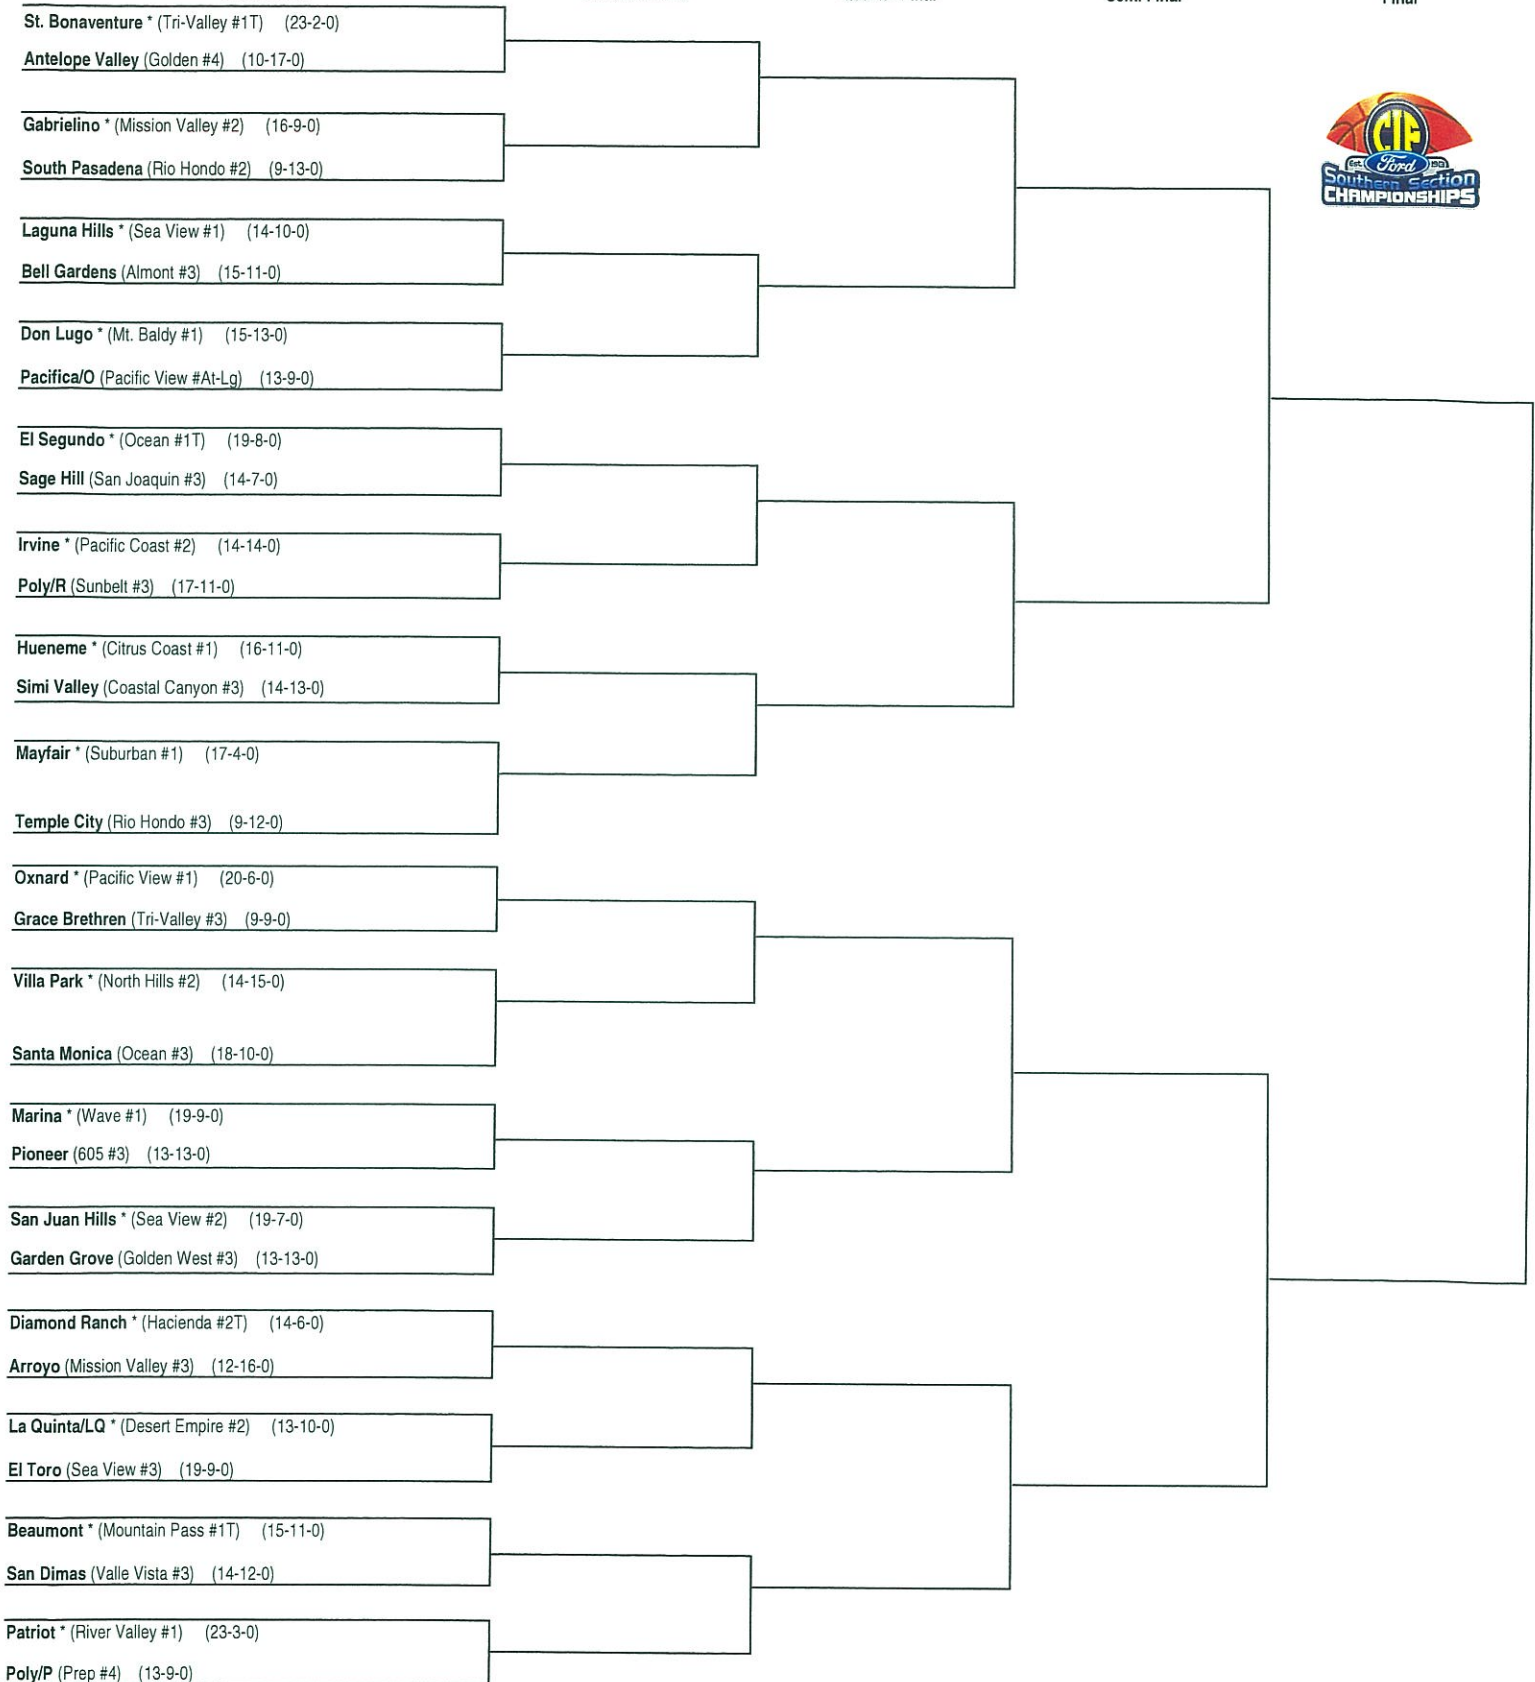 Semi Final
Final
St. Bonaventure * (Tri-Valley #1T) (23-2-0)
Antelope Valley (Golden #4) (10-17-0)
Gabrielino * (Mission Valley #2) (16-9-0)
South Pasadena (Rio Hondo #2) (9-13-0)
Laguna Hills * (Sea View #1) (14-10-0)
Bell Gardens (Almont #3) (15-11-0)
Don Lugo * (Mt. Baldy #1) (15-13-0)
Pacifica/O (Pacific View #At-Lg) (13-9-0)
El Segundo * (Ocean #1T) (19-8-0)
Sage Hill (San Joaquin #3) (14-7-0)
Irvine * (Pacific Coast #2) (14-14-0)
Poly/R (Sunbelt #3) (17-11-0)
Hueneme * (Citrus Coast #1) (16-11-0)
Simi Valley (Coastal Canyon #3) (14-13-0)
Mayfair * (Suburban #1) (17-4-0)
Temple City (Rio Hondo #3) (9-12-0)
Oxnard * (Pacific View #1) (20-6-0)
Grace Brethren (Tri-Valley #3) (9-9-0)
Villa Park * (North Hills #2) (14-15-0)
Santa Monica (Ocean #3) (18-10-0)
Marina * (Wave #1) (19-9-0)
Pioneer (605 #3) (13-13-0)
San Juan Hills * (Sea View #2) (19-7-0)
Garden Grove (Golden West #3) (13-13-0)
Diamond Ranch * (Hacienda #2T) (14-6-0)
Arroyo (Mission Valley #3) (12-16-0)
La Quinta/LQ * (Desert Empire #2) (13-10-0)
El Toro (Sea View #3) (19-9-0)
Beaumont * (Mountain Pass #1T) (15-11-0)
San Dimas (Valle Vista #3) (14-12-0)
Patriot * (River Valley #1) (23-3-0)
Poly/P (Prep #4) (13-9-0)
CIF
Est. Ford 1913
Southern Section
CHAMPIONSHIPS